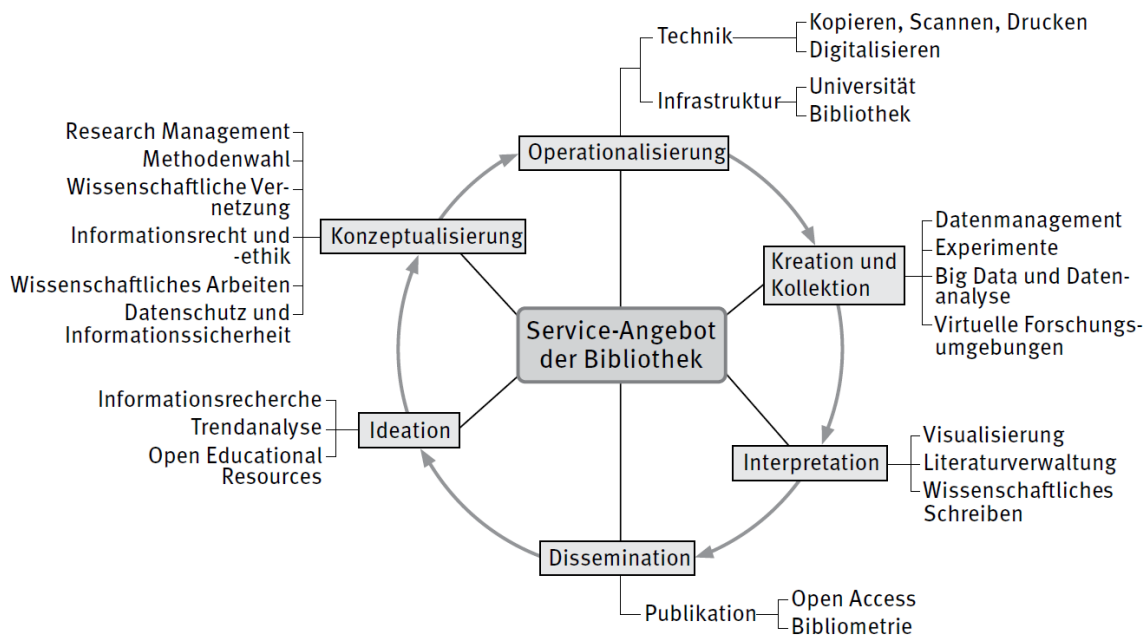 Technik
Kopieren, Scannen, Drucken
Digitalisieren
Infrastruktur
Universität
Bibliothek
Operationalisierung
Research Management
Methodenwahl
Wissenschaftliche Ver-
netzung
Informationsrecht und
-ethik
Wissenschaftliches Arbeiten
Datenschutz und
Informationssicherheit
Konzeptualisierung
Kreation und
Kollektion
Datenmanagement
Experimente
Big Data und Daten-
analyse
Virtuelle Forschungs-
umgebungen
Service-Angebot
der Bibliothek
Informationsrecherche
Trendanalyse
Open Educational
Resources
Ideation
Interpretation
Visualisierung
Literaturverwaltung
Wissenschaftliches
Schreiben
Dissemination
Publikation
Open Access
Bibliometrie